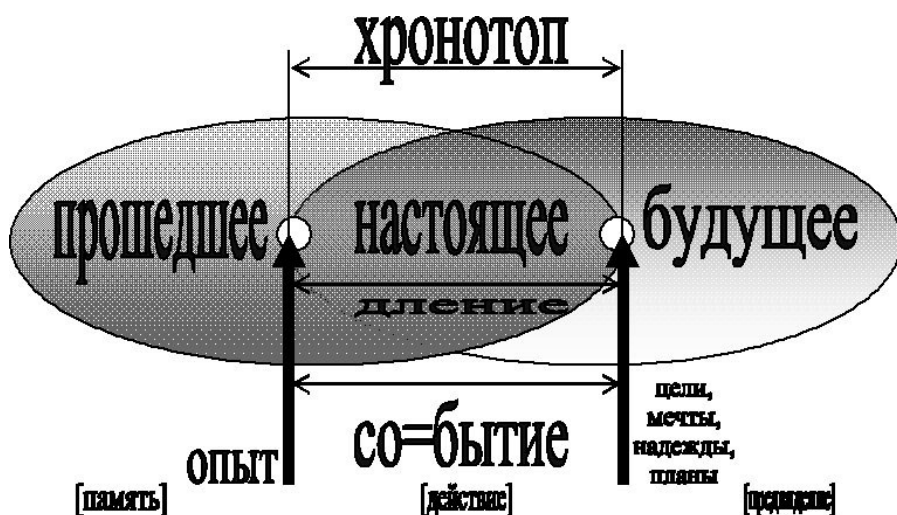 хронотоп
прошедшее настоящее будущее
дление
цели,
мечты,
надежды,
планы
со=бытие
опыт
[память] [действие]